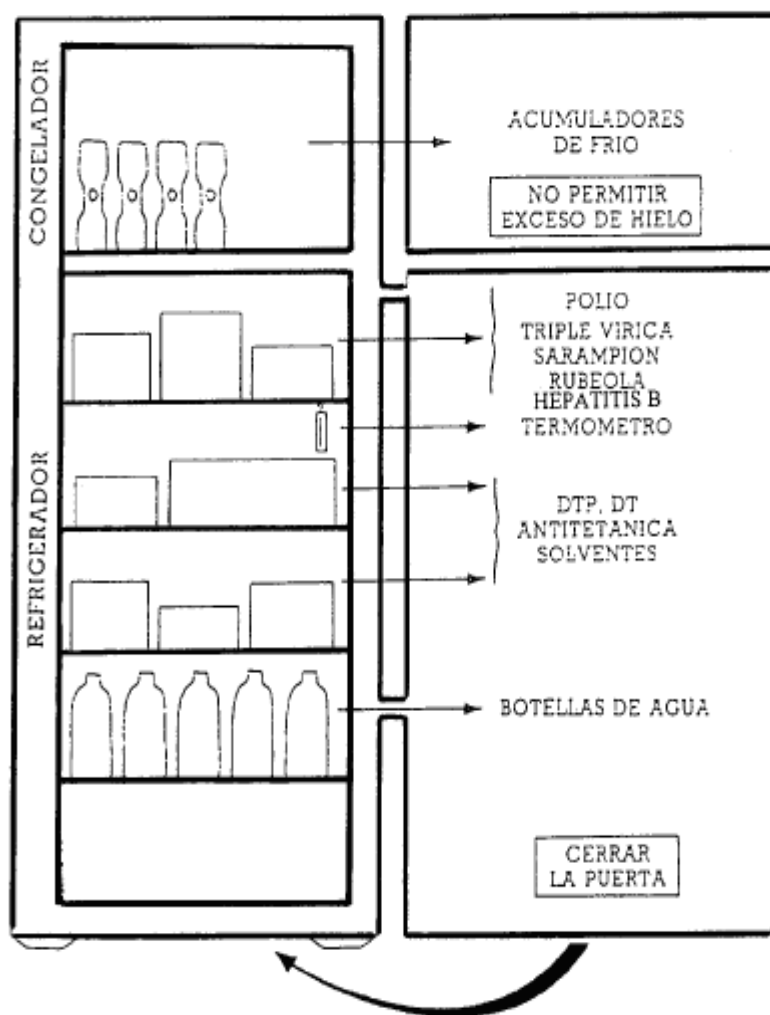 CONGELADOR
ACUMULADORES
DE FRIO
NO PERMITIR
EXCESO DE HIELO
REFRIGERADOR
POLIO
TRIPLE VIRICA
SARAMPION
RUBEOLA
HEPATITIS B
TERMOMETRO
DTP, DT
ANTITETANICA
SOLVENTES
BOTELLAS DE AGUA
CERRAR
LA PUERTA